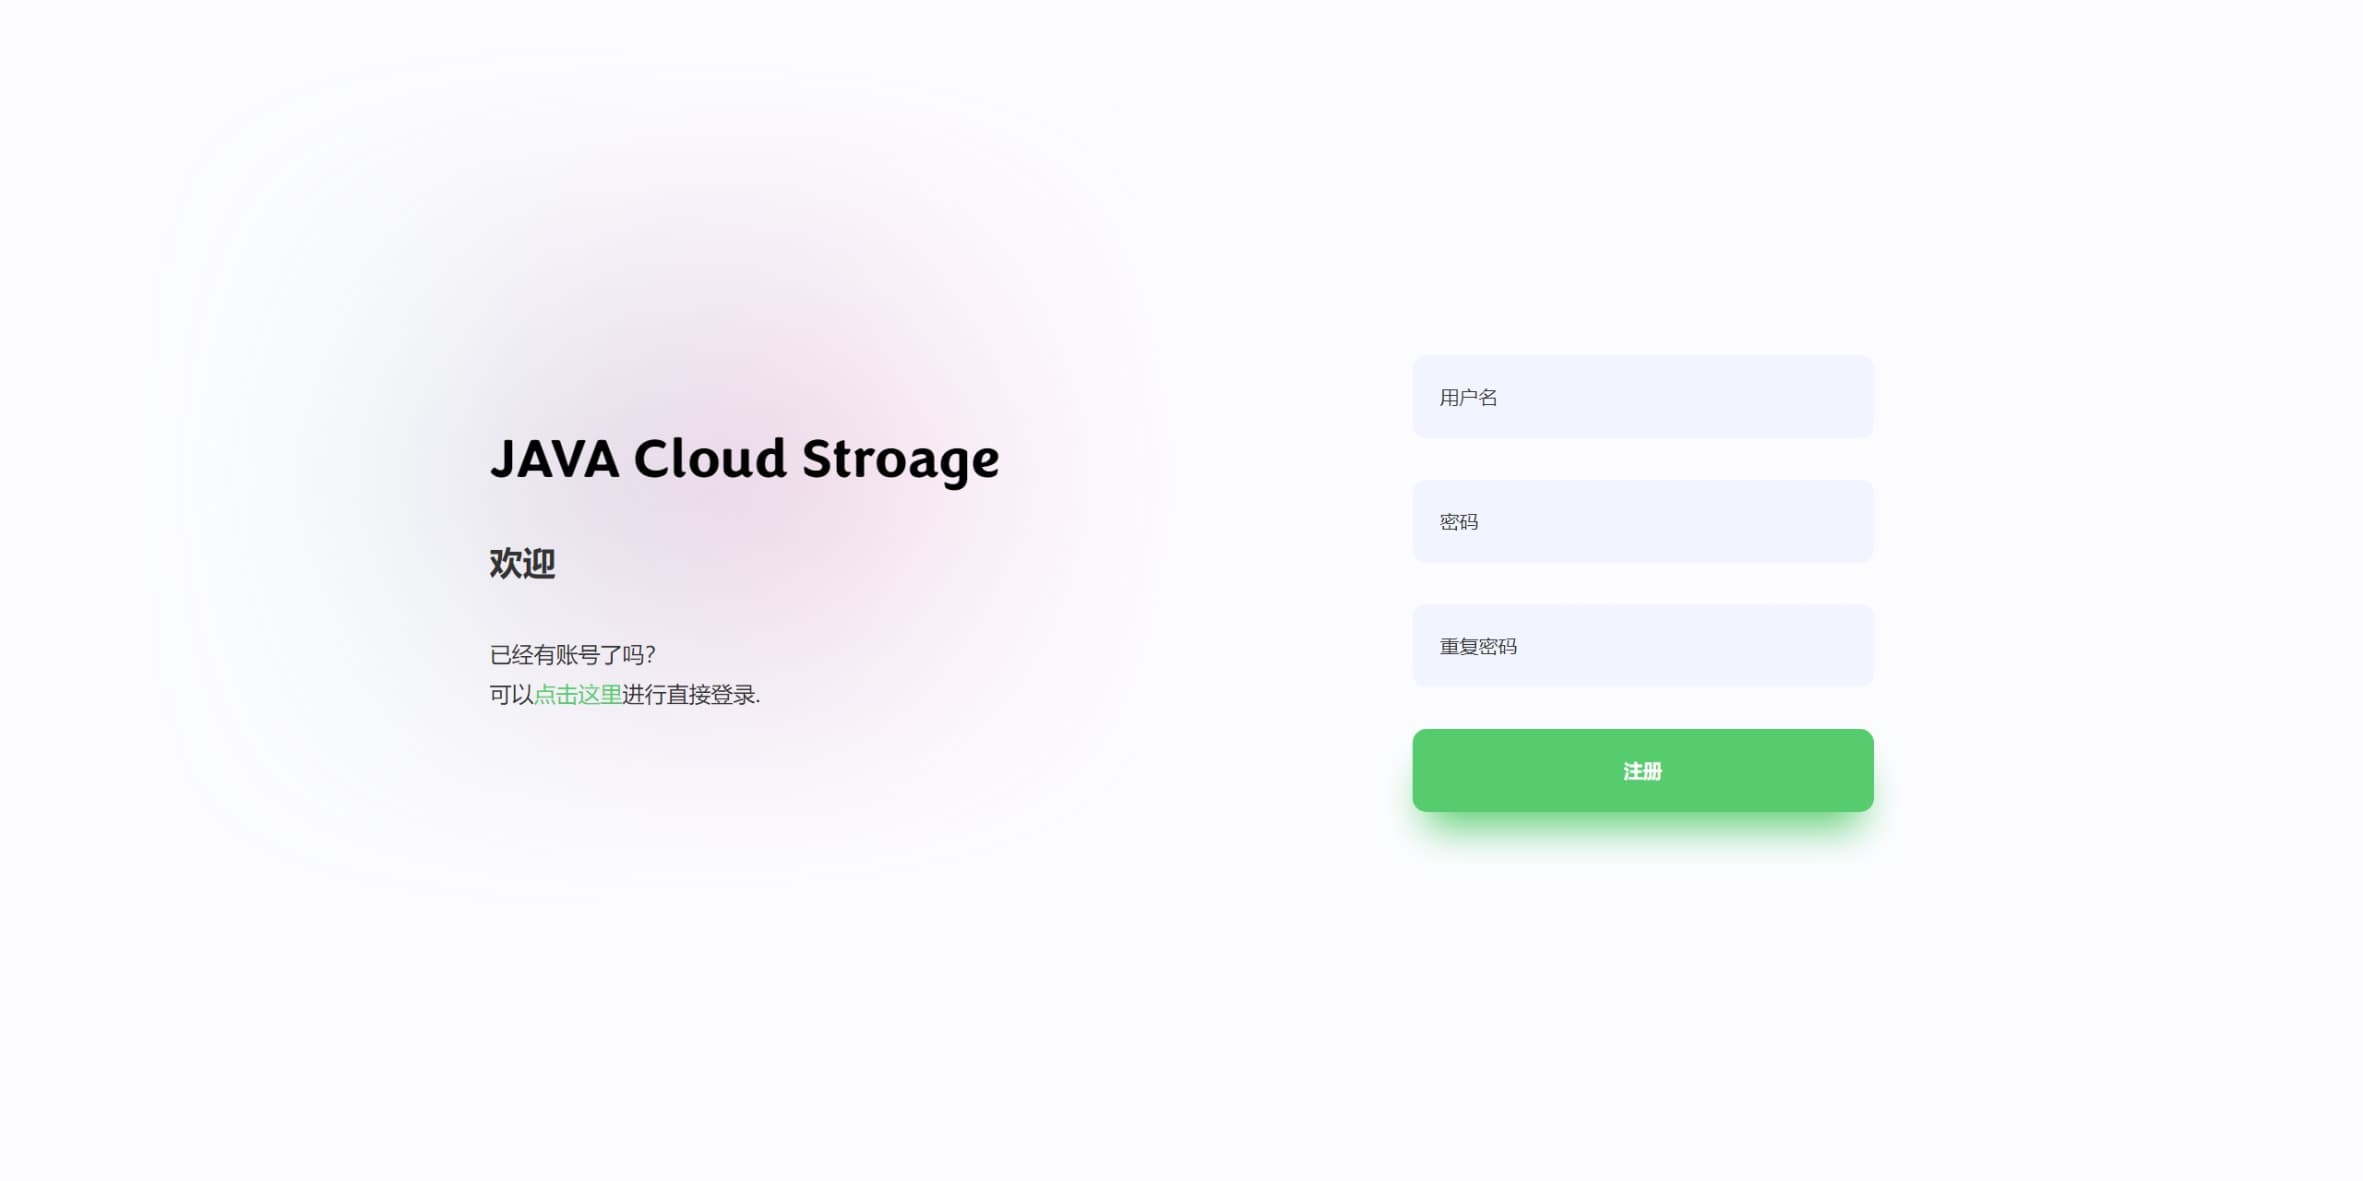 JAVA Cloud Stroage
欢迎
已经有账号了吗?
可以点击这里进行直接登录.
用户名
密码
重复密码
注册